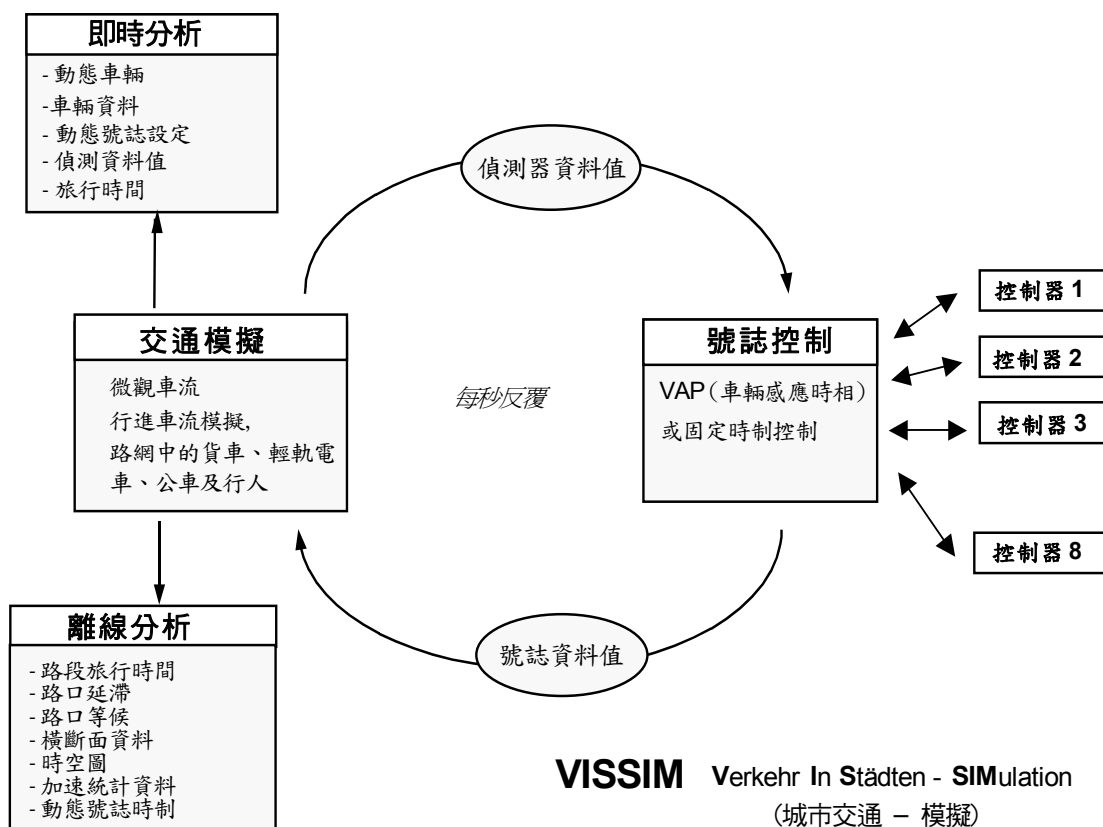 即時分析
- 動態車輛
-車輛資料
- 動態號誌設定
- 偵測資料值
- 旅行時間
偵測器資料值
交通模擬
微觀車流
行進車流模擬,
路網中的貨車、輕軌電
車、公車及行人
每秒反覆
號誌控制
VAP（車輛感應時相）
或固定時制控制
控制器 1
控制器 2
控制器 3
控制器 8
離線分析
- 路段旅行時間
- 路口延滯
- 路口等候
- 橫斷面資料
- 時空圖
- 加速統計資料
- 動態號誌時制
號誌資料值
VISSIM Verkehr In Städten - SIMulation
（城市交通 – 模擬）